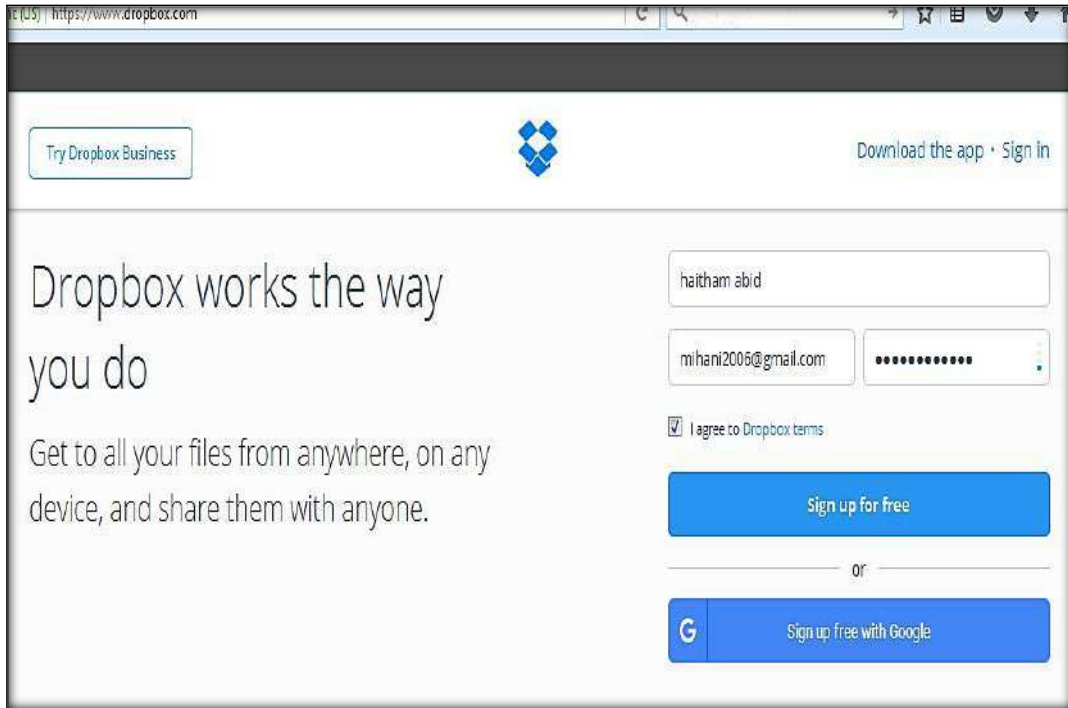 https://www.dropbox.com
Try Dropbox Business
Download the app • Sign in
Dropbox works the way
you do
Get to all your files from anywhere, on any
device, and share them with anyone.
haitham abid
mihani2006@gmail.com ••••••••••••
I agree to Dropbox terms
Sign up for free
or
G Sign up free with Google